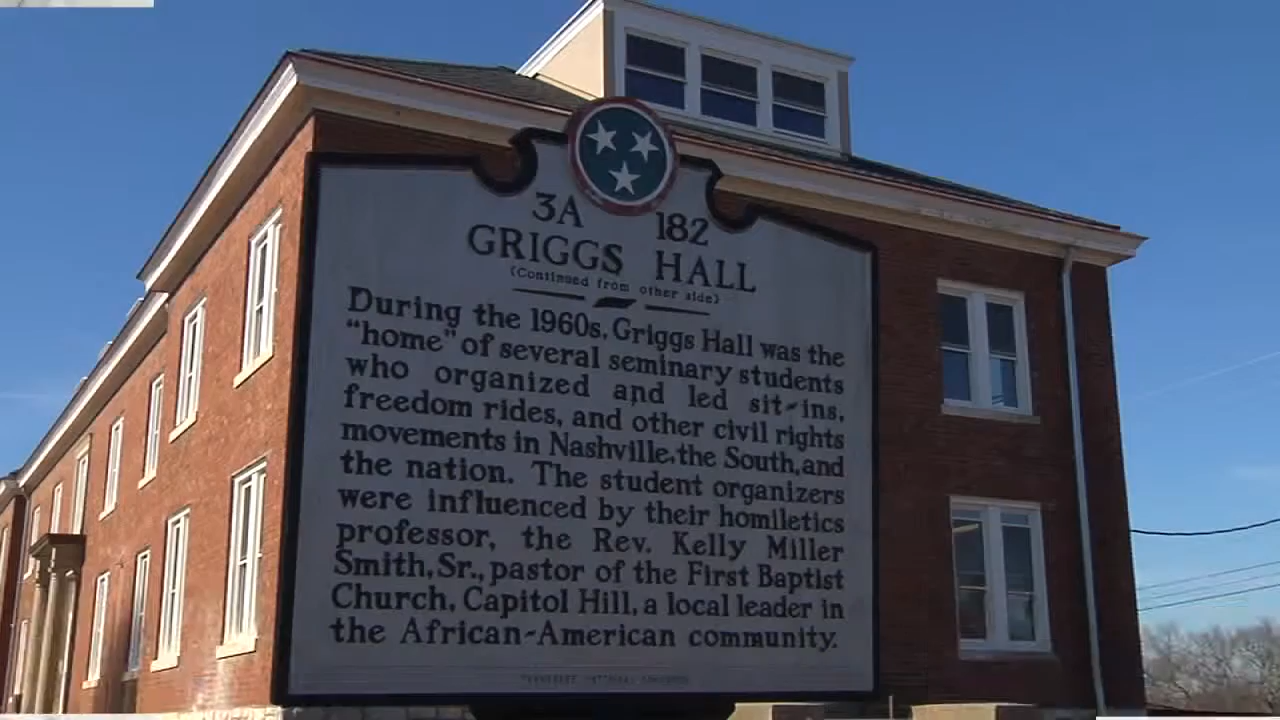 3A 182
GRIGGS HALL
(Continued from other side)
During the 1960s, Griggs Hall was the
“home” of several seminary students
who organized and led sit-ins,
freedom rides, and other civil rights
movements in Nashville, the South, and
the nation. The student organizers
were influenced by their homiletics
professor, the Rev. Kelly Miller
Smith, Sr., pastor of the First Baptist
Church, Capitol Hill, a local leader in
the African-American community.